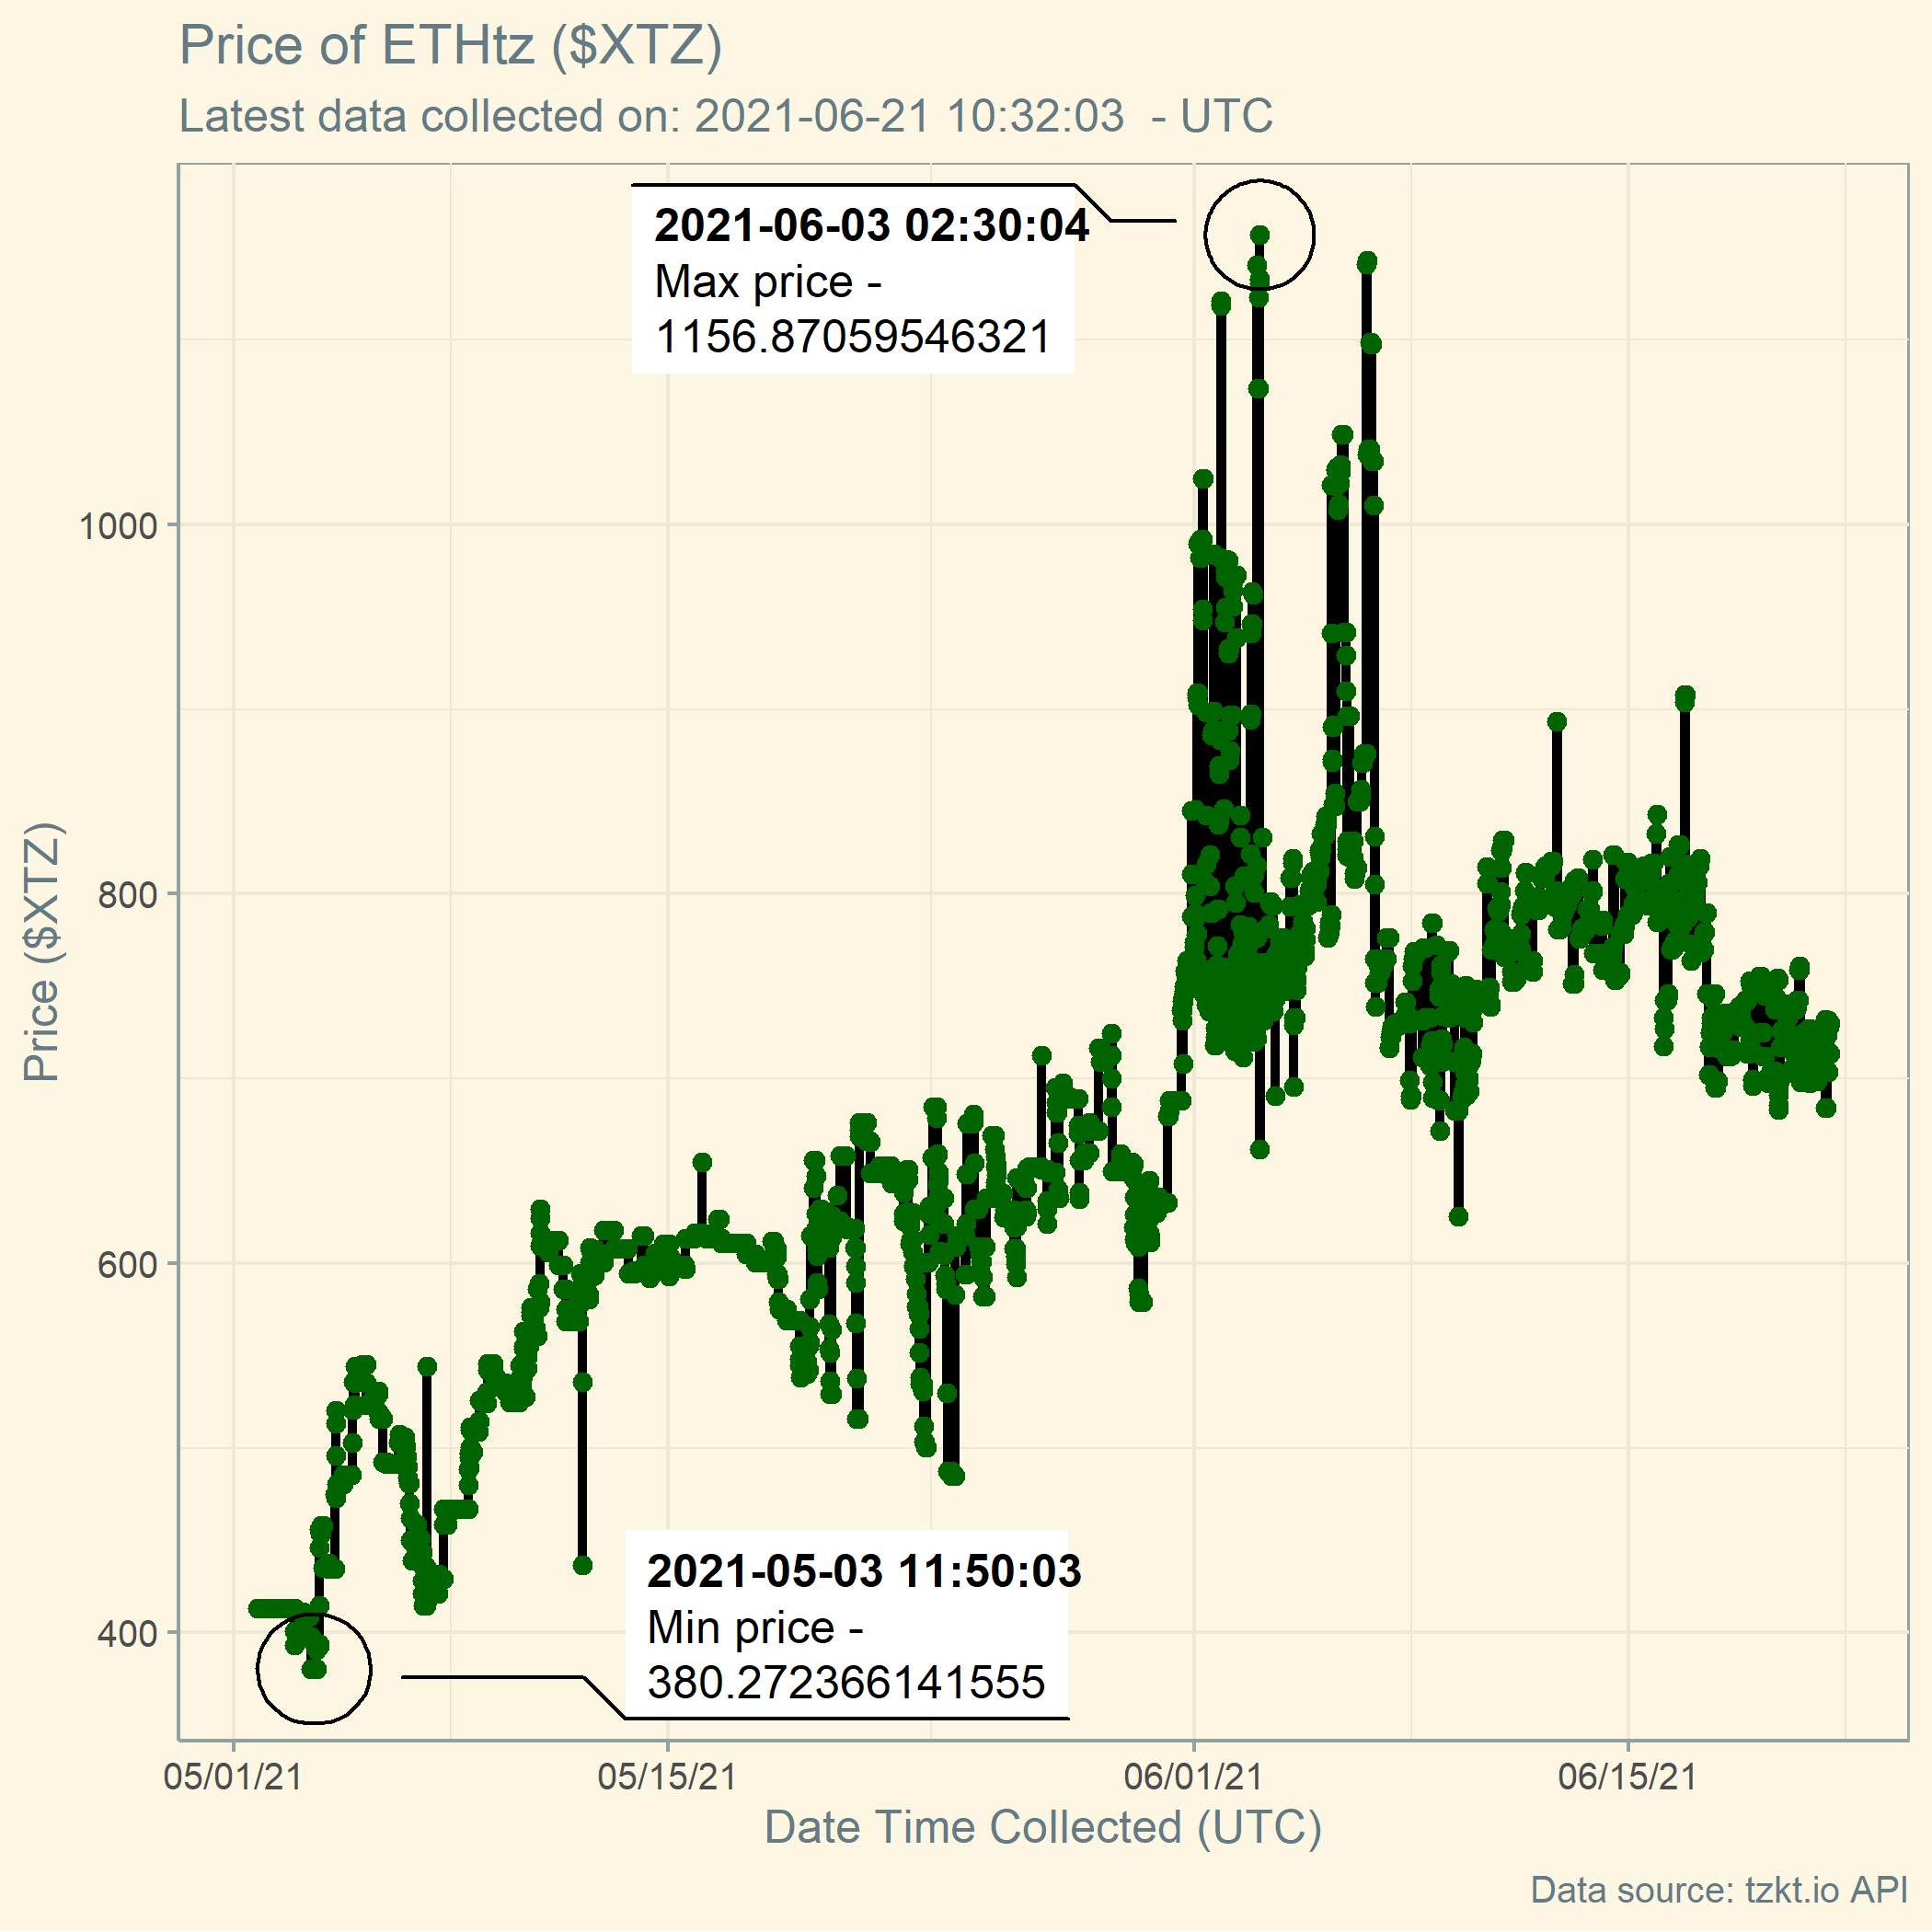 Price of ETHtz ($XTZ)
Latest data collected on: 2021-06-21 10:32:03  - UTC
2021-06-03 02:30:04
Max price -
1156.87059546321
1000
800
600
400
Price ($XTZ)
2021-05-03 11:50:03
Min price -
380.272366141555
05/01/21
05/15/21
06/01/21
06/15/21
Date Time Collected (UTC)
Data source: tzkt.io API